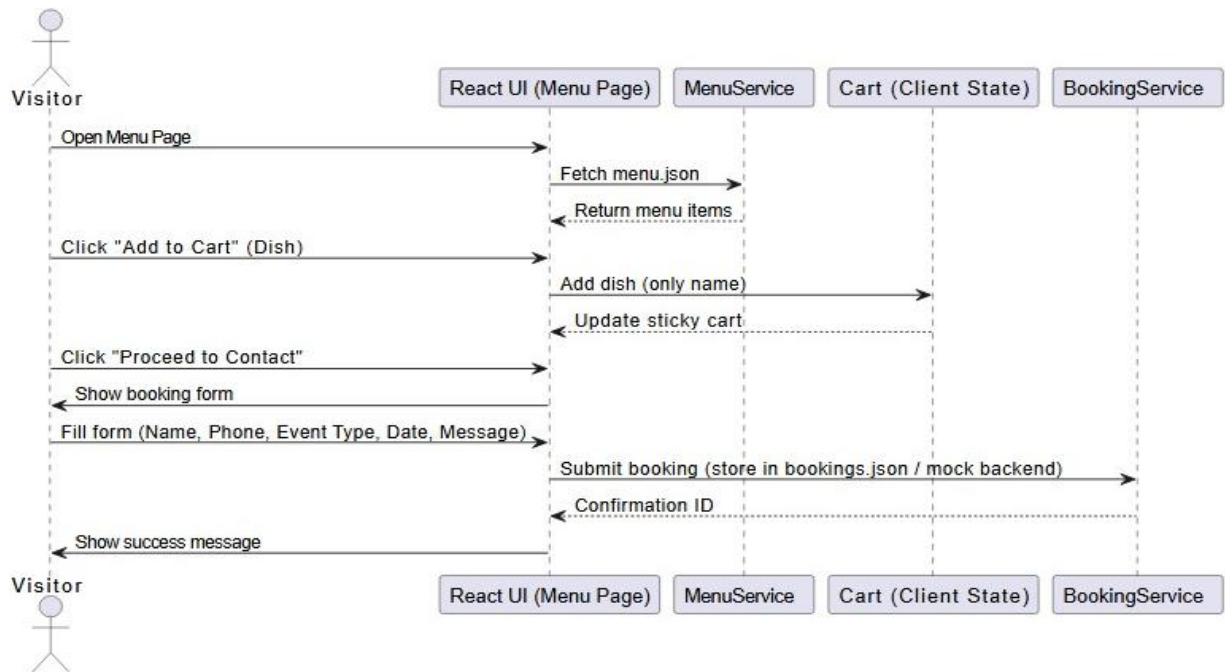 Visitor
React UI (Menu Page)
MenuService
Cart (Client State)
BookingService
Open Menu Page
Fetch menu.json
Return menu items
Click "Add to Cart" (Dish)
Add dish (only name)
Update sticky cart
Click "Proceed to Contact"
Show booking form
Fill form (Name, Phone, Event Type, Date, Message)
Submit booking (store in bookings.json / mock backend)
Confirmation ID
Show success message
Visitor
React UI (Menu Page)
MenuService
Cart (Client State)
BookingService